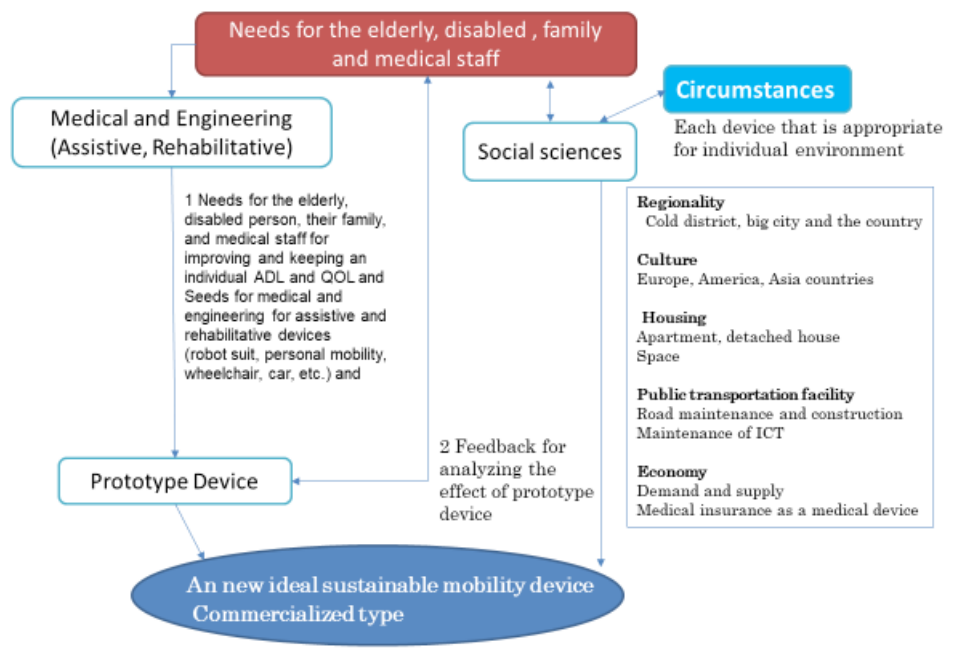 Needs for the elderly, disabled , family
and medical staff
Medical and Engineering
(Assistive, Rehabilitative)
Social sciences
Circumstances
Each device that is appropriate
for individual environment
1 Needs for the elderly,
disabled person, their family,
and medical staff for
improving and keeping an
individual ADL and QOL and
Seeds for medical and
engineering for assistive and
rehabilitative devices
(robot suit, personal mobility,
wheelchair, car, etc.) and
Regionality
Cold district, big city and the country
Culture
Europe, America, Asia countries
Housing
Apartment, detached house
Space
Public transportation facility
Road maintenance and construction
Maintenance of ICT
Economy
Demand and supply
Medical insurance as a medical device
2 Feedback for
analyzing the
effect of prototype
device
Prototype Device
An new ideal sustainable mobility device
Commercialized type